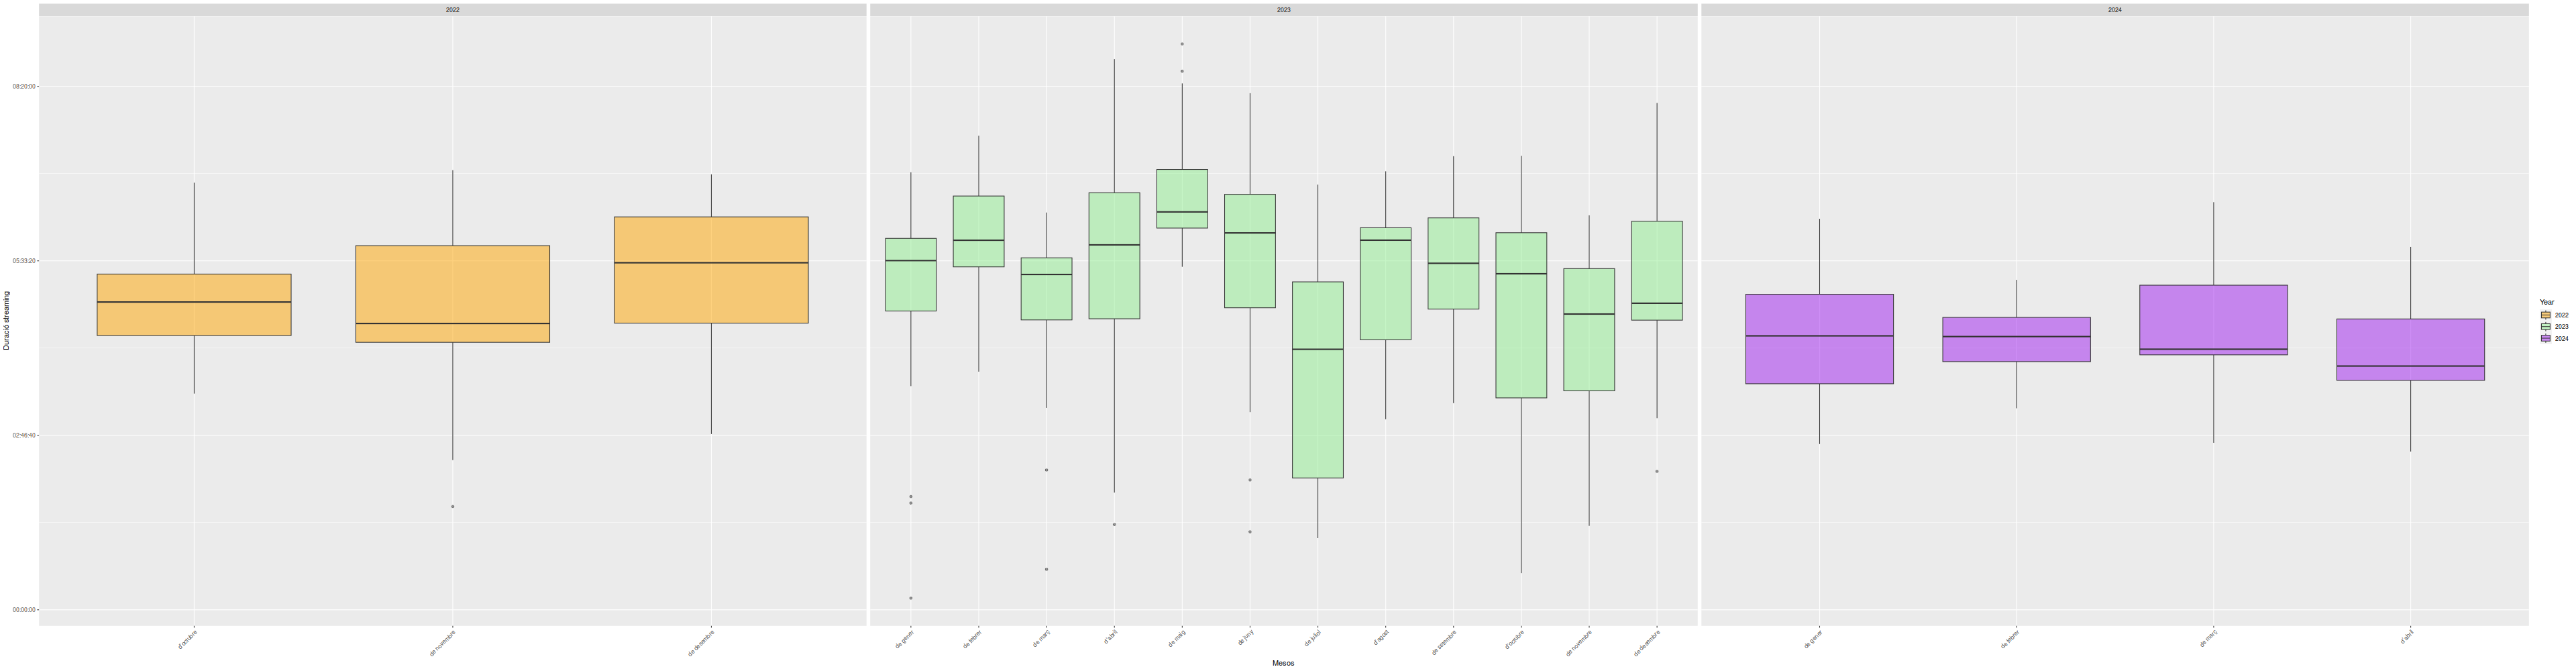 2022
2023
2024
08:20:00
05:33:20
02:46:40
00:00:00
Duració streaming
d'octubre
de novembre
de desembre
de gener
de febrer
de març
d'abril
de maig
de juny
de juliol
d'agost
de setembre
d'octubre
de novembre
de desembre
de gener
de febrer
de març
d'abril
Mesos
Year
2022
2023
2024